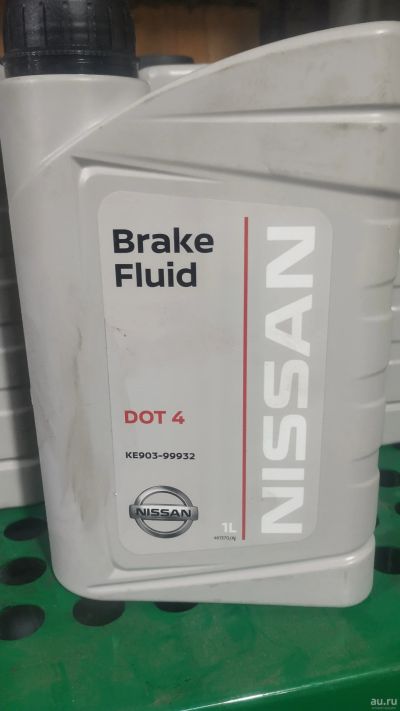 Brake
Fluid
DOT 4
KE903-99932
NISSAN
1L
NISSAN
au.ru